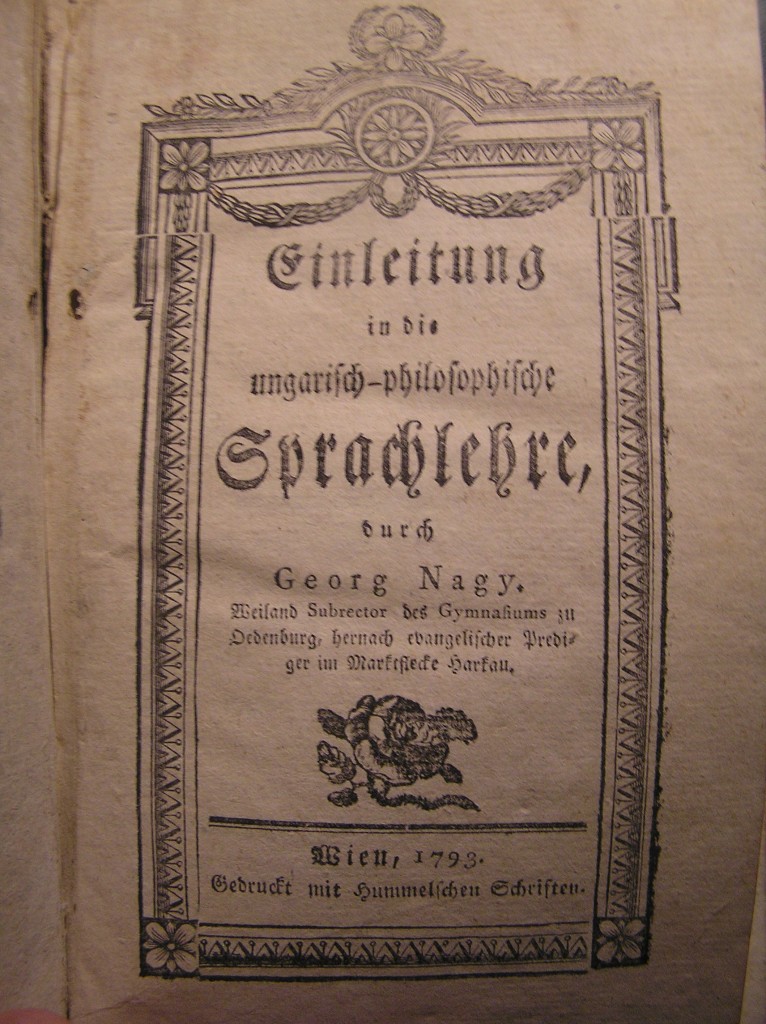 Einleitung
in die
ungariſch-philoſophiſche
Sprachlehre,
durch
Georg Nagy.
Weiland Subrector des Gymnaſiums zu
Oedenburg, hernach evangeliſcher Predi⸗
ger im Marktflecke Harkau.
Wien, 1793.
Gedruckt mit Hummelſchen Schriften.